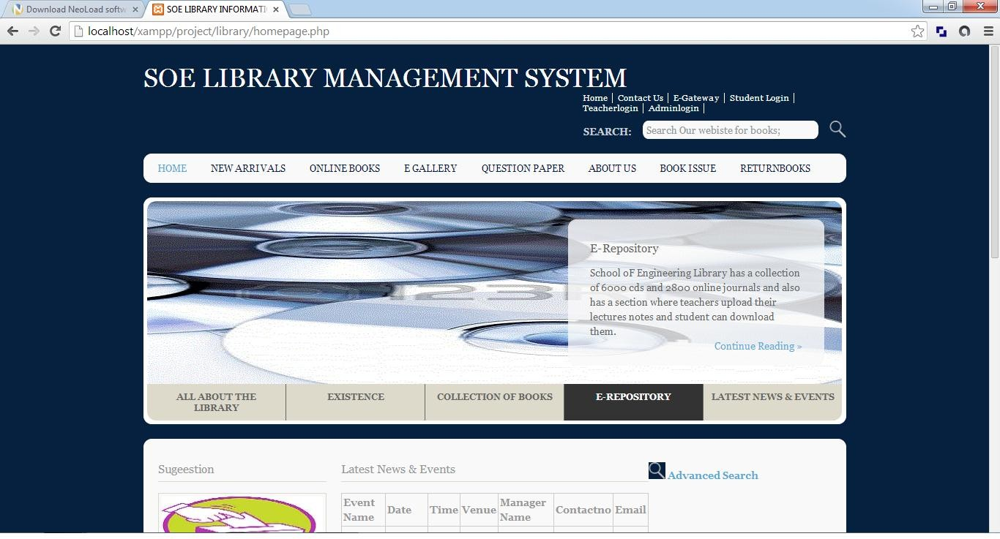 Download NeoLoad softw
SOE LIBRARY INFORMATI
localhost/xampp/project/library/homepage.php
SOE LIBRARY MANAGEMENT SYSTEM
Home | Contact Us | E-Gateway | Student Login |
Teacherlogin | Adminlogin |
SEARCH: Search Our webiste for books;
HOME NEW ARRIVALS ONLINE BOOKS E GALLERY QUESTION PAPER ABOUT US BOOK ISSUE RETURNBOOKS
123
E-Repository
School oF Engineering Library has a collection
of 6000 cds and 2800 online journals and also
has a section where teachers upload their
lectures notes and student can download
them.
Continue Reading »
ALL ABOUT THE
LIBRARY
EXISTENCE
COLLECTION OF BOOKS
E-REPOSITORY
LATEST NEWS & EVENTS
Sugeestion
Latest News & Events
Advanced Search
Event
Name
Date
Time
Venue
Manager
Name
Contactno
Email